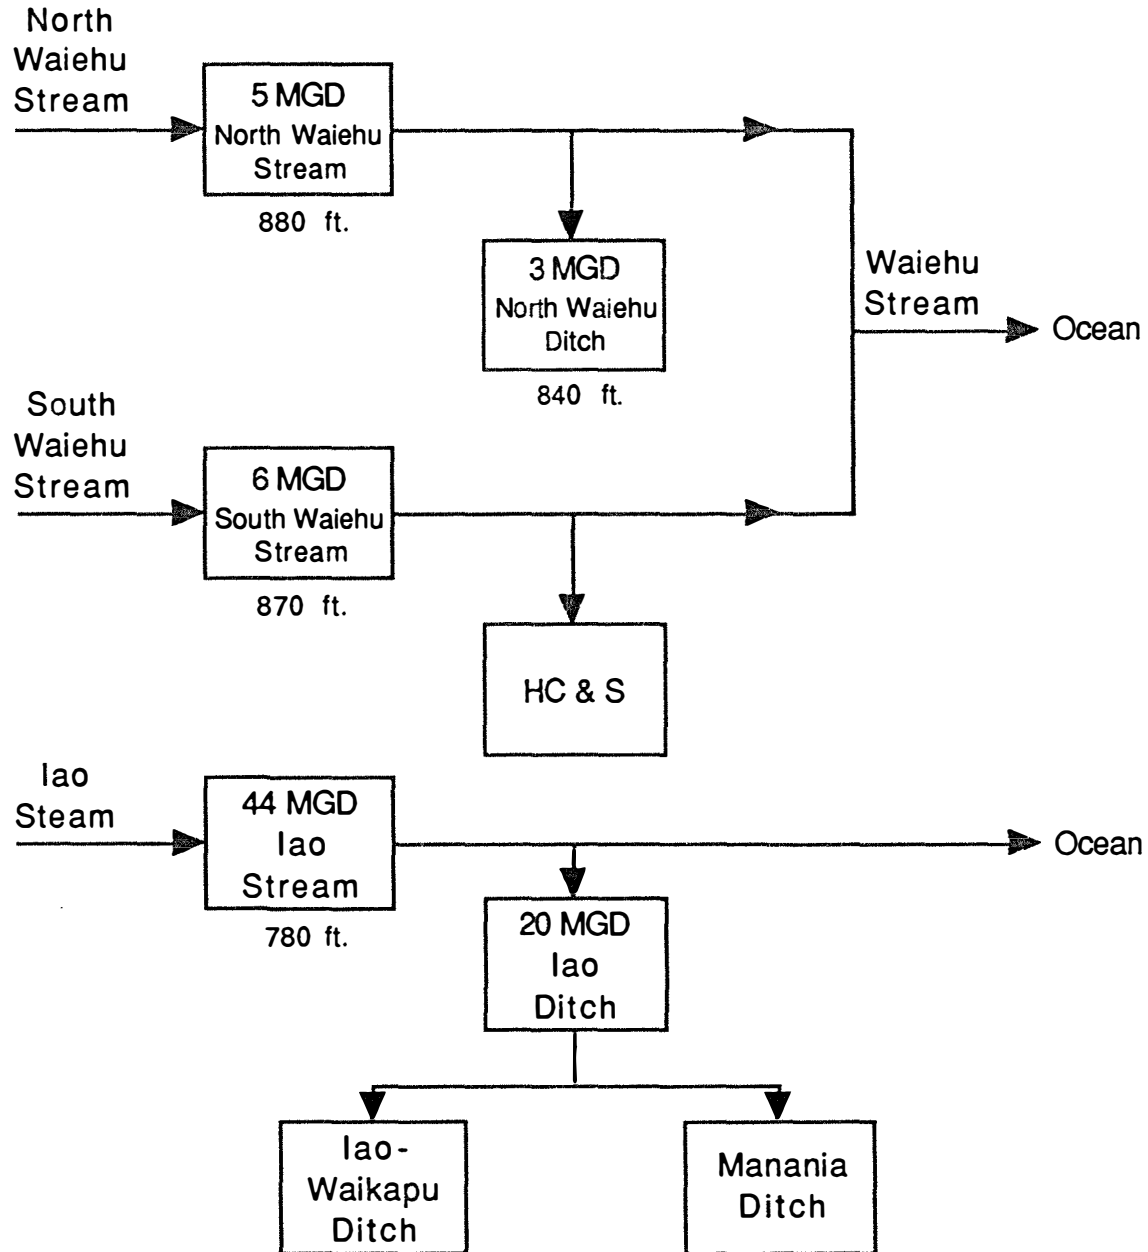 North
Waiehu
Stream
5 MGD
North Waiehu
Stream
880 ft.
3 MGD
North Waiehu
Ditch
840 ft.
Waiehu
Stream
Ocean
South
Waiehu
Stream
6 MGD
South Waiehu
Stream
870 ft.
HC & S
Iao
Steam
44 MGD
Iao
Stream
780 ft.
Ocean
20 MGD
Iao
Ditch
Iao-
Waikapu
Ditch
Manania
Ditch